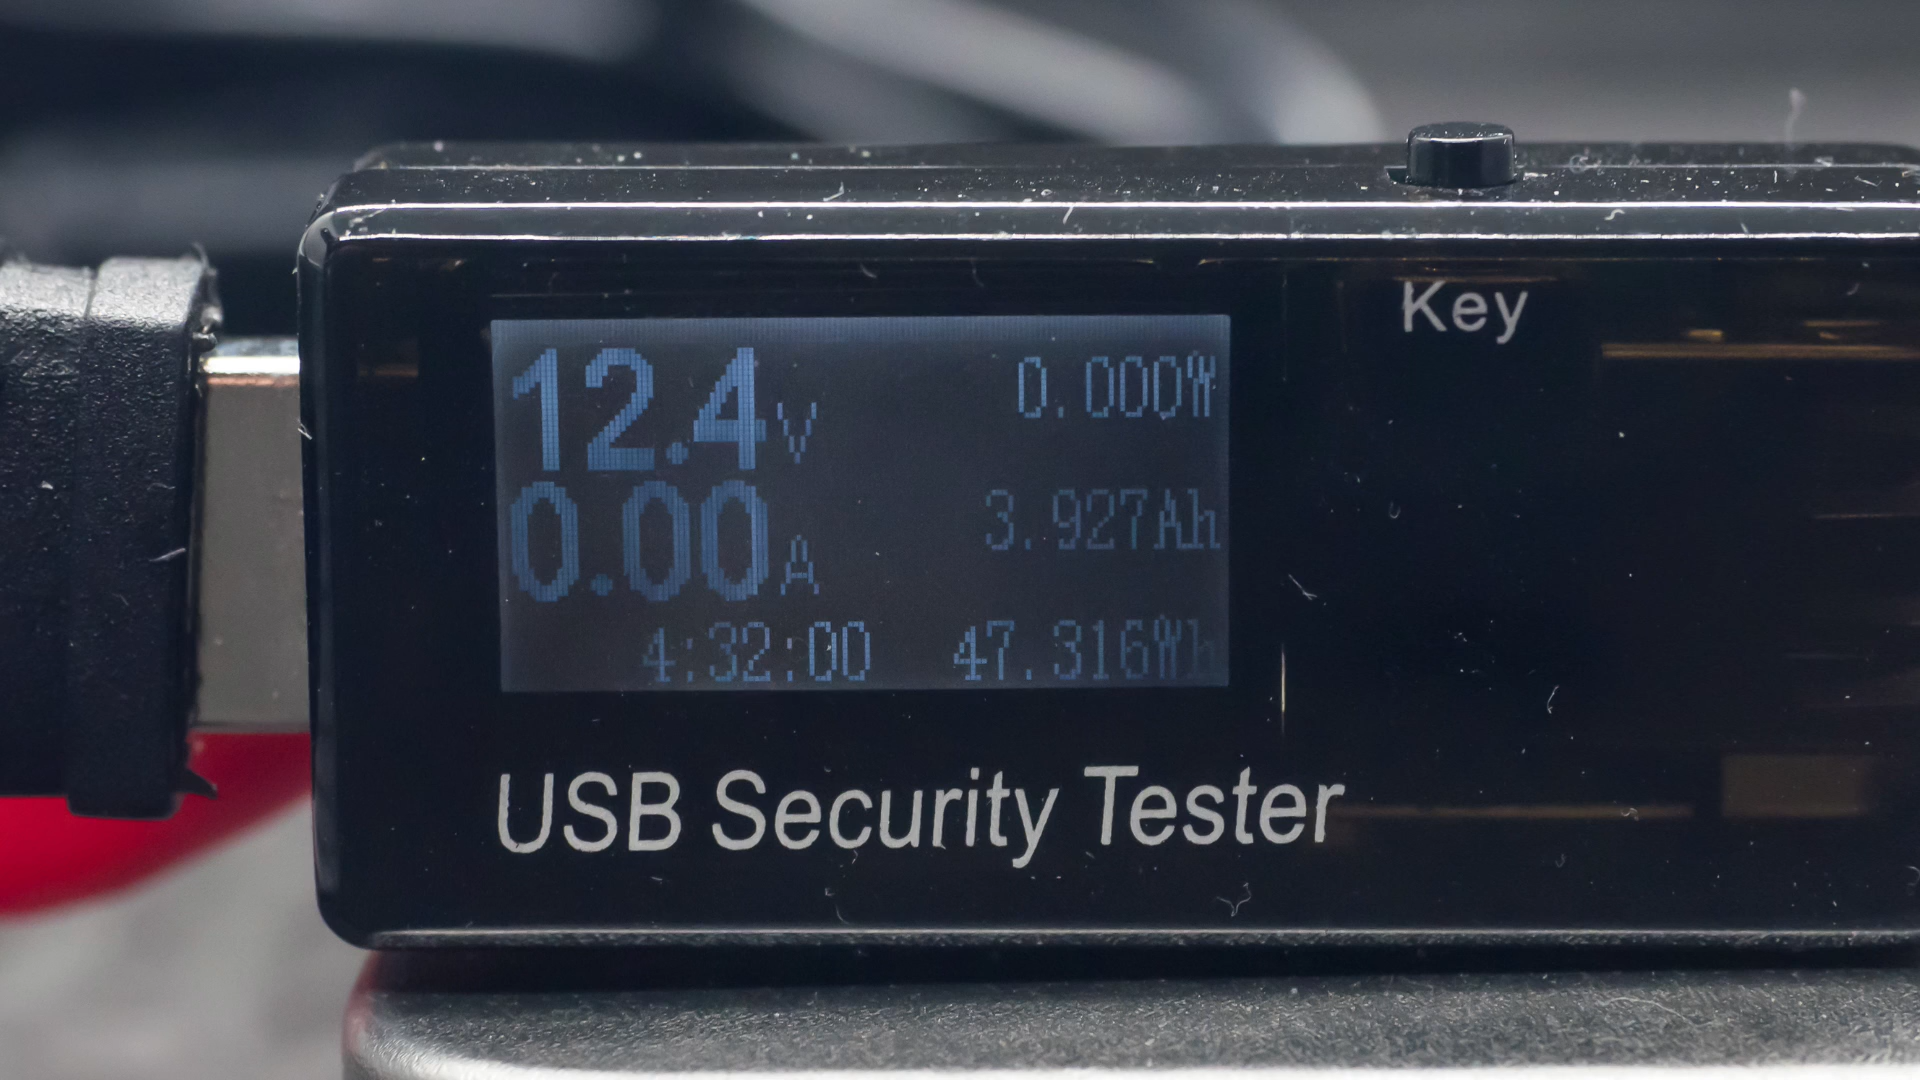 Key
12.4V 0.000W
0.00A 3.927Ah
4:32:00 47.316Wh
USB Security Tester